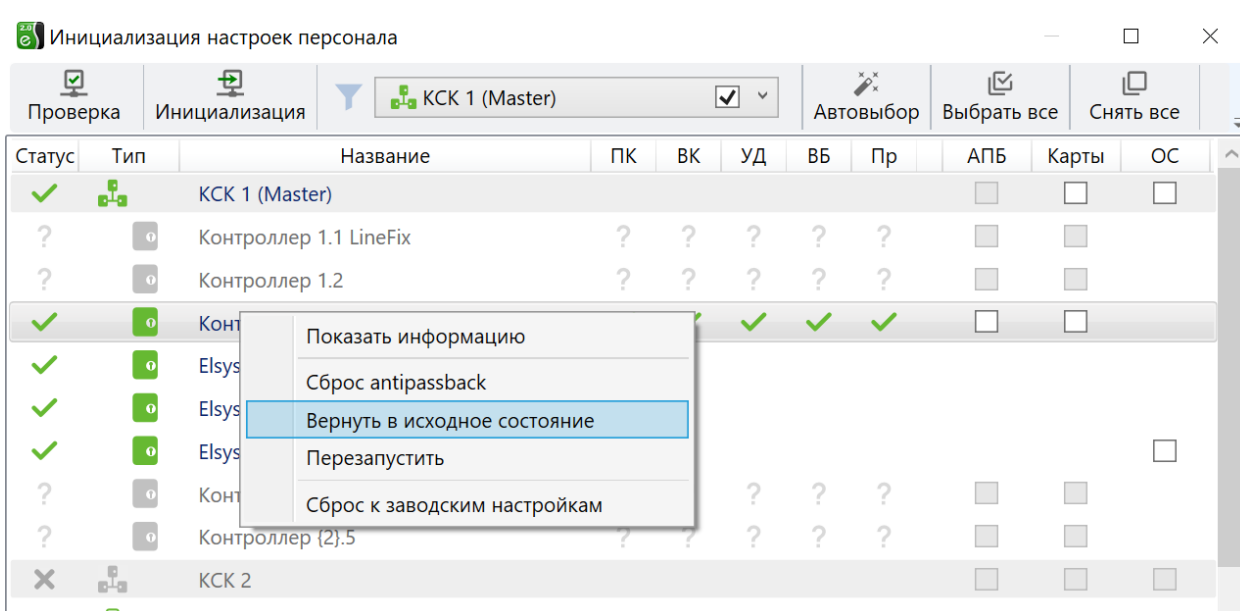 Инициализация настроек персонала
Проверка Инициализация КСК 1 (Master) Автовыбор Выбрать все Снять все
Статус Тип Название ПК ВК УД ВБ Пр АПБ Карты ОС
КСК 1 (Master)
? Контроллер 1.1 LineFix ? ? ? ? ?
? Контроллер 1.2 ? ? ? ? ?
Конт
Показать информацию
Elsys
Сброс antipassback
Elsys
Вернуть в исходное состояние
Elsys
Перезапустить
? Конт ? ? ?
Сброс к заводским настройкам
? Контроллер {2}.5 ? ? ? ? ?
КСК 2